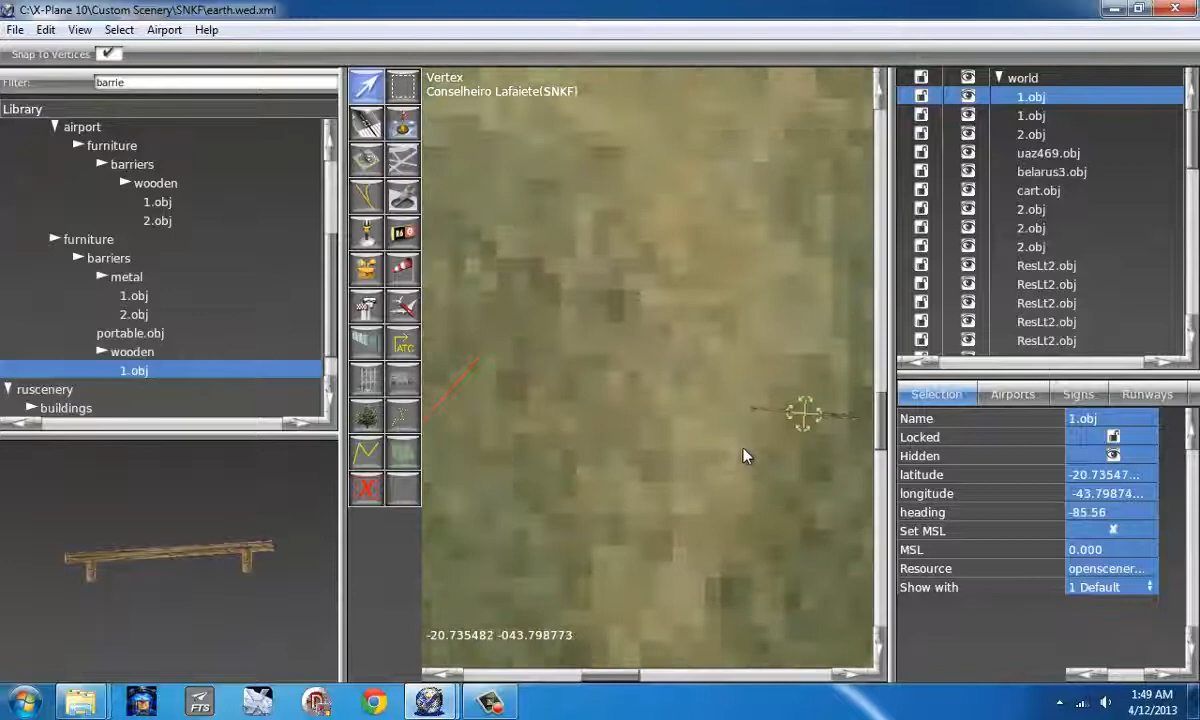 C:\X-Plane 10\Custom Scenery\SNKF\earth.wed.xml
File Edit View Select Airport Help
Snap To Vertices
Filter: barrie
Library
airport
furniture
barriers
wooden
1.obj
2.obj
furniture
barriers
metal
1.obj
2.obj
portable.obj
wooden
1.obj
ruscenery
buildings
Vertex
Conselheiro Lafaiete(SNKF)
ATC
X
-20.735482 -043.798773
world
1.obj
1.obj
2.obj
uaz469.obj
belarus3.obj
cart.obj
2.obj
2.obj
2.obj
ResLt2.obj
ResLt2.obj
ResLt2.obj
ResLt2.obj
ResLt2.obj
Selection Airports Signs Runways
Name 1.obj
Locked
Hidden
latitude -20.73547...
longitude -43.79874...
heading -85.56
Set MSL
MSL 0.000
Resource openscener...
Show with 1 Default
FTS
1:49 AM
4/12/2013